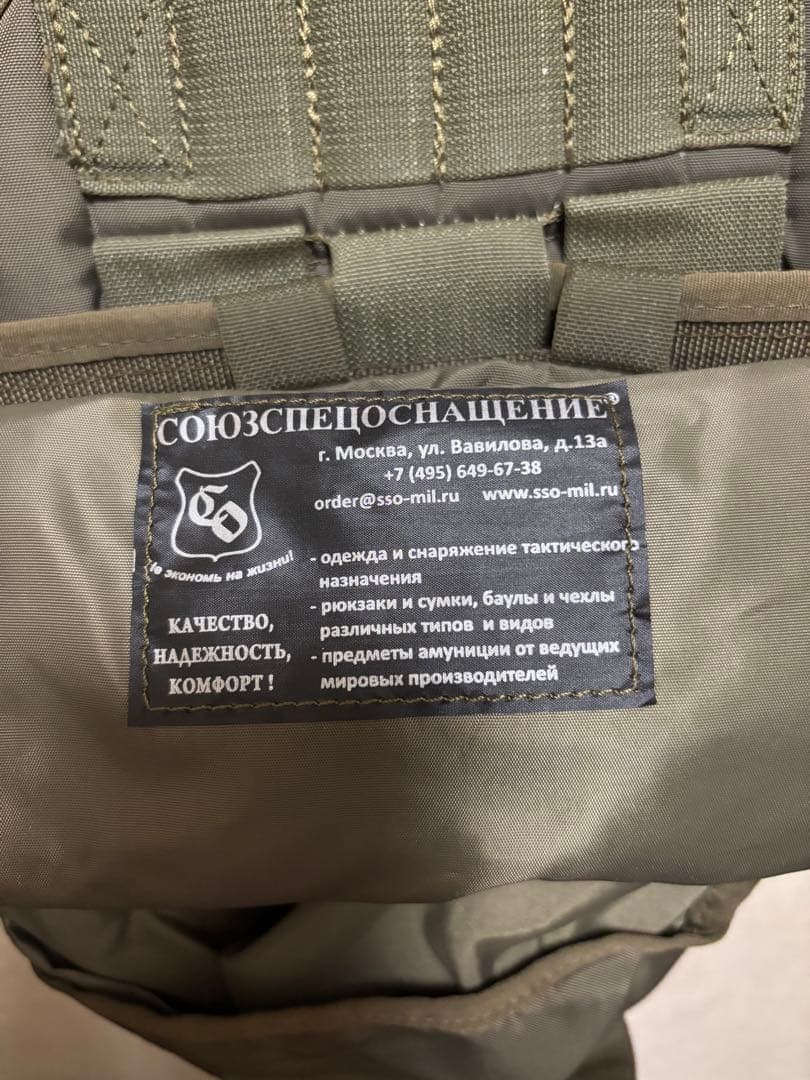 СОЮЗСПЕЦОСНАЩЕНИЕ®
г. Москва, ул. Вавилова, д.13а
+7 (495) 649-67-38
order@sso-mil.ru www.sso-mil.ru
Не экономь на жизни!
КАЧЕСТВО,
НАДЕЖНОСТЬ,
КОМФОРТ !
- одежда и снаряжение тактического
назначения
- рюкзаки и сумки, баулы и чехлы
различных типов и видов
- предметы амуниции от ведущих
мировых производителей